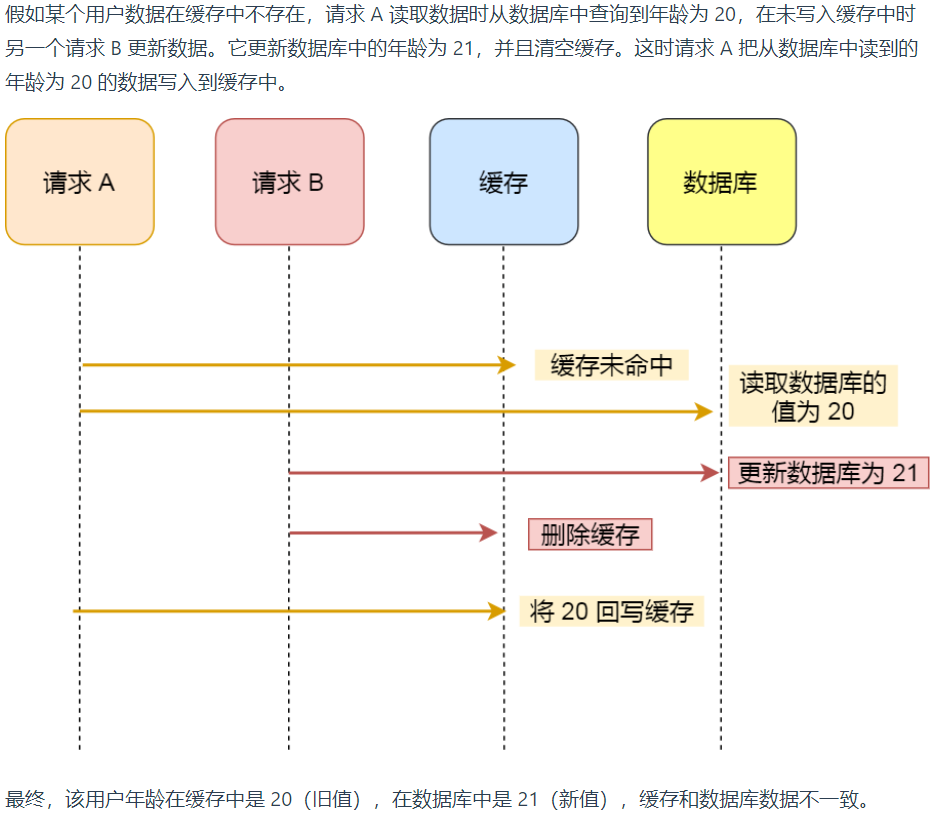 假如某个用户数据在缓存中不存在，请求 A 读取数据时从数据库中查询到年龄为 20，在未写入缓存中时
另一个请求 B 更新数据。它更新数据库中的年龄为 21，并且清空缓存。这时请求 A 把从数据库中读到的
年龄为 20 的数据写入到缓存中。
请求 A
请求 B
缓存
数据库
缓存未命中
读取数据库的
值为 20
更新数据库为 21
删除缓存
将 20 回写缓存
最终，该用户年龄在缓存中是 20（旧值），在数据库中是 21（新值），缓存和数据库数据不一致。